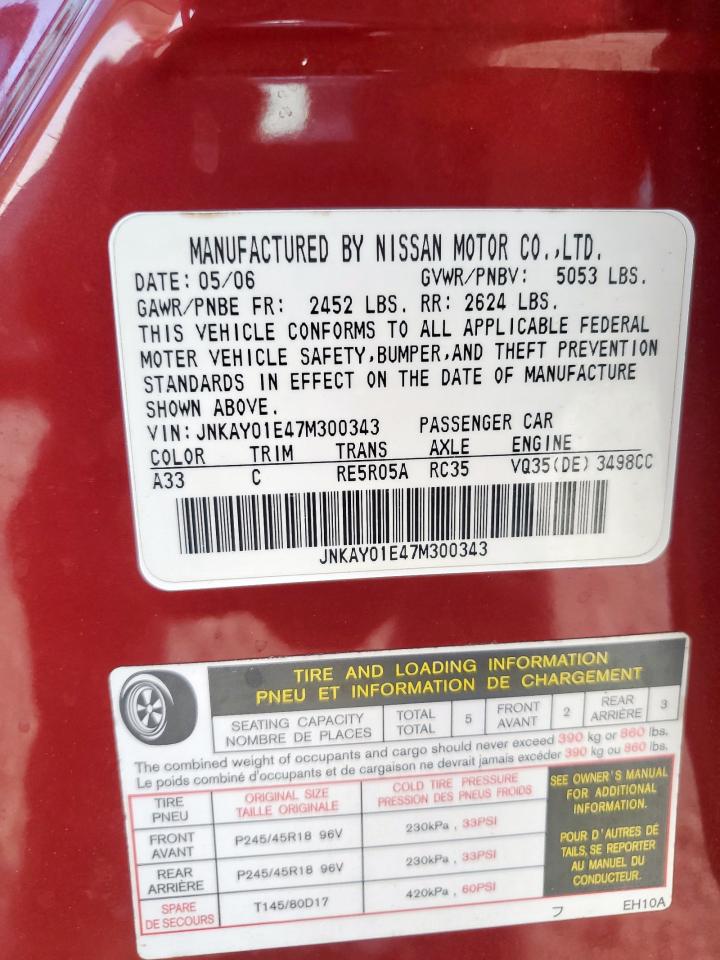 MANUFACTURED BY NISSAN MOTOR CO.,LTD.
DATE: 05/06 GVWR/PNBV: 5053 LBS.
GAWR/PNBE FR: 2452 LBS. RR: 2624 LBS.
THIS VEHICLE CONFORMS TO ALL APPLICABLE FEDERAL
MOTER VEHICLE SAFETY,BUMPER,AND THEFT PREVENTION
STANDARDS IN EFFECT ON THE DATE OF MANUFACTURE
SHOWN ABOVE.
VIN: JNKAY01E47M300343 PASSENGER CAR
COLOR TRIM TRANS AXLE ENGINE
A33 C RE5R05A RC35 VQ35(DE) 3498CC
JNKAY01E47M300343
TIRE AND LOADING INFORMATION
PNEU ET INFORMATION DE CHARGEMENT
SEATING CAPACITY TOTAL 5 FRONT 2 REAR 3
NOMBRE DE PLACES TOTAL AVANT ARRIÈRE
The combined weight of occupants and cargo should never exceed 390 kg or 860 lbs.
Le poids combiné d'occupants et de cargaison ne devrait jamais excéder 390 kg ou 860 lbs.
TIRE ORIGINAL SIZE COLD TIRE PRESSURE
PNEU TAILLE ORIGINALE PRESSION DES PNEUS FROIDS
FRONT P245/45R18 96V 230kPa , 33PSI
AVANT
REAR P245/45R18 96V 230kPa , 33PSI
ARRIÈRE
SPARE T145/80D17 420kPa , 60PSI
DE SECOURS
SEE OWNER'S MANUAL
FOR ADDITIONAL
INFORMATION.
POUR D'AUTRES DÉ
TAILS, SE REPORTER
AU MANUEL DU
CONDUCTEUR.
フ EH10A